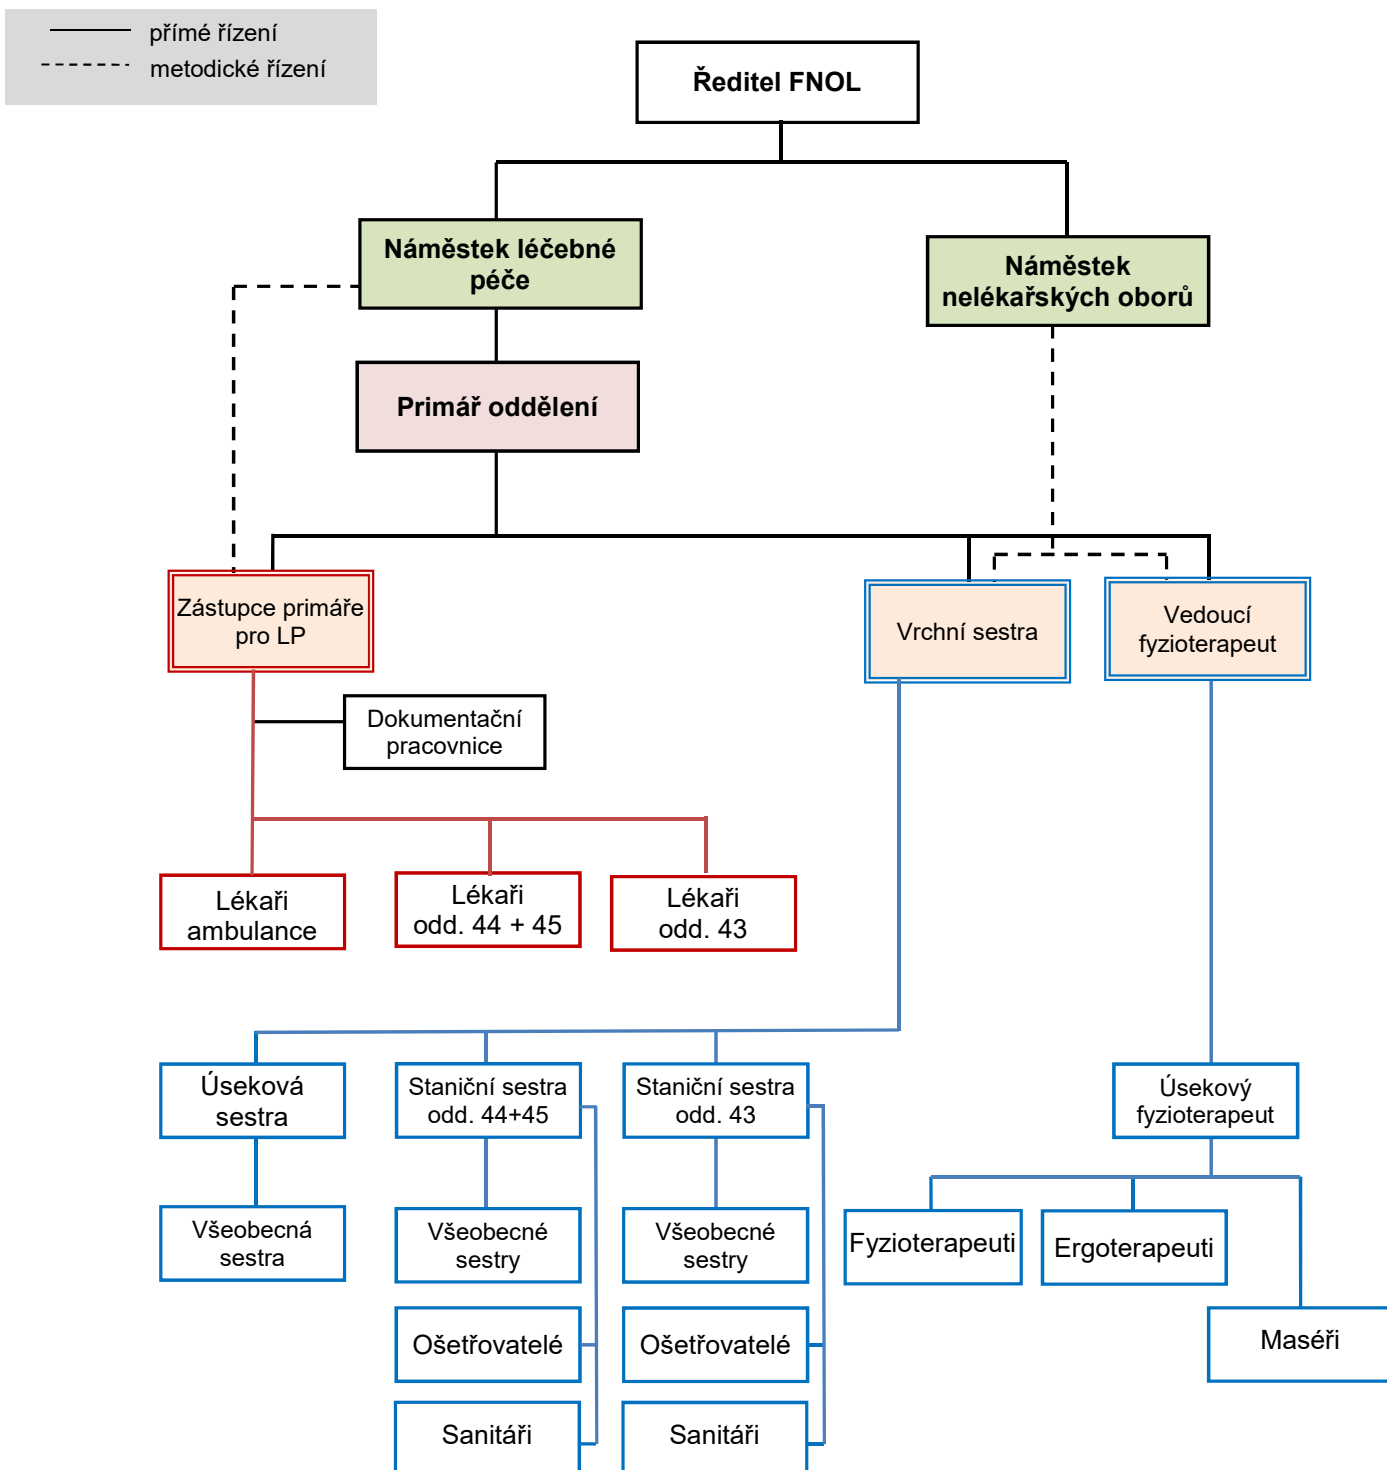 přímé řízení
metodické řízení
Ředitel FNOL
Náměstek léčebné
péče
Náměstek
nelékařských oborů
Primář oddělení
Zástupce primáře
pro LP
Vrchní sestra
Vedoucí
fyzioterapeut
Dokumentační
pracovnice
Lékaři
ambulance
Lékaři
odd. 44 + 45
Lékaři
odd. 43
Úseková
sestra
Staniční sestra
odd. 44+45
Staniční sestra
odd. 43
Úsekový
fyzioterapeut
Všeobecná
sestra
Všeobecné
sestry
Všeobecné
sestry
Fyzioterapeuti
Ergoterapeuti
Ošetřovatelé
Ošetřovatelé
Maséři
Sanitáři
Sanitáři